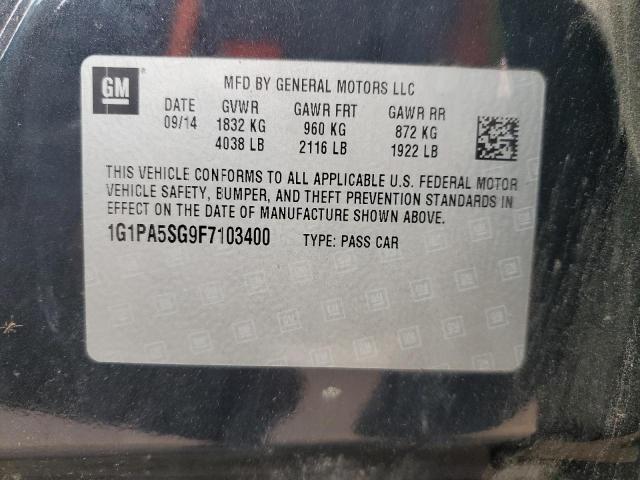 GM
MFD BY GENERAL MOTORS LLC
DATE GVWR GAWR FRT GAWR RR
09/14 1832 KG 960 KG 872 KG
4038 LB 2116 LB 1922 LB
THIS VEHICLE CONFORMS TO ALL APPLICABLE U.S. FEDERAL MOTOR
VEHICLE SAFETY, BUMPER, AND THEFT PREVENTION STANDARDS IN
EFFECT ON THE DATE OF MANUFACTURE SHOWN ABOVE.
1G1PA5SG9F7103400 TYPE: PASS CAR